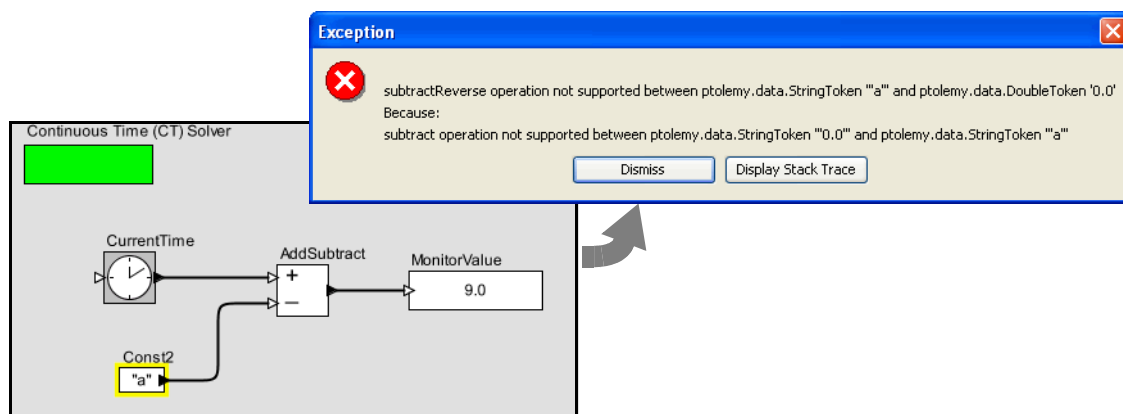 Exception
subtractReverse operation not supported between ptolemy.data.StringToken '"a"' and ptolemy.data.DoubleToken '0.0'
Because:
subtract operation not supported between ptolemy.data.StringToken '"0.0"' and ptolemy.data.StringToken '"a"'
Dismiss
Display Stack Trace
Continuous Time (CT) Solver
CurrentTime
AddSubtract
+
–
MonitorValue
9.0
Const2
"a"